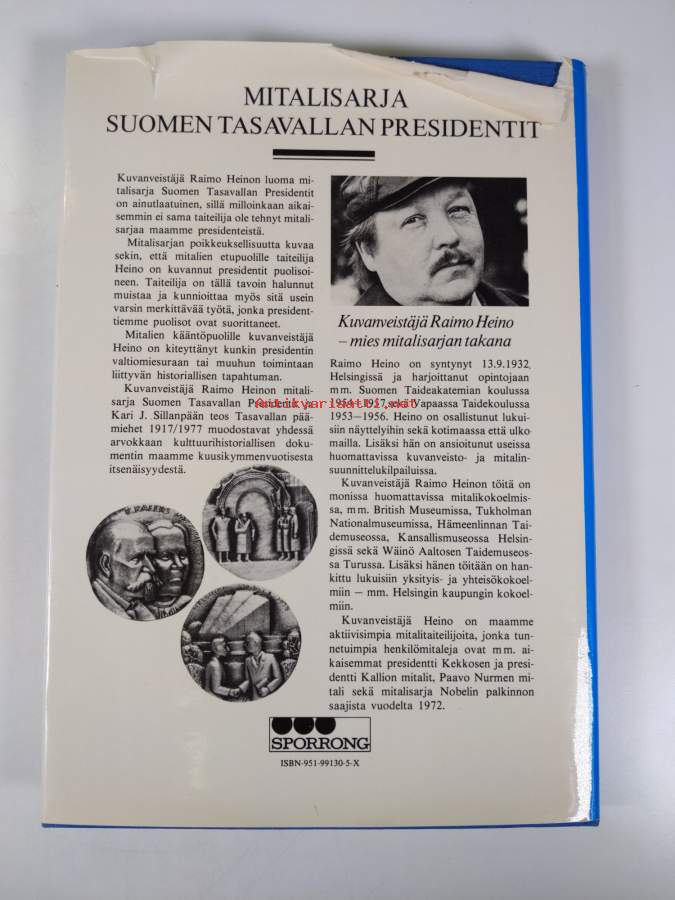 MITALISARJA
SUOMEN TASAVALLAN PRESIDENTIT
Kuvanveistäjä Raimo Heinon luoma mi-
talisarja Suomen Tasavallan Presidentit
on ainutlaatuinen, sillä milloinkaan aikai-
semmin ei sama taiteilija ole tehnyt mitali-
sarjaa maamme presidenteistä.
Mitalisarjan poikkeuksellisuutta kuvaa
sekin, että mitalien etupuolille taiteilija
Heino on kuvannut presidentit puolisoi-
neen. Taiteilija on tällä tavoin halunnut
muistaa ja kunnioittaa myös sitä usein
varsin merkittävää työtä, jonka president-
tiemme puolisot ovat suorittaneet.
Mitalien kääntöpuolille kuvanveistäjä
Heino on kiteyttänyt kunkin presidentin
valtiomiesuraan tai muuhun toimintaan
liittyvän historiallisen tapahtuman.
Kuvanveistäjä Raimo Heinon mitali-
sarja Suomen Tasavallan Presidentit ja
Kari J. Sillanpään teos Tasavallan pää-
miehet 1917/1977 muodostavat yhdessä
arvokkaan kulttuurihistoriallisen doku-
mentin maamme kuusikymmenvuotisesta
itsenäisyydestä.
Kuvanveistäjä Raimo Heino
– mies mitalisarjan takana
Raimo Heino on syntynyt 13.9.1932
Helsingissä ja harjoittanut opintojaan
mm. Suomen Taideakatemian koulussa
1954–1957 sekä Vapaassa Taidekoulussa
1953–1956. Heino on osallistunut lukui-
siin näyttelyihin sekä kotimaassa että ulko
mailla. Lisäksi hän on ansioitunut useissa
huomattavissa kuvanveisto- ja mitalin-
suunnittelukilpailuissa.
Kuvanveistäjä Raimo Heinon töitä on
monissa huomattavissa mitalikokoelmis-
sa, mm. British Museumissa, Tukholman
Nationalmuseumissa, Hämeenlinnan Tai-
demuseossa, Kansallismuseossa Helsin-
gissä sekä Wäinö Aaltosen Taidemuseos-
sa Turussa. Lisäksi hänen töitään on han-
kittu lukuisiin yksityis- ja yhteisökokoel-
miin — mm. Helsingin kaupungin kokoel-
miin.
Kuvanveistäjä Heino on maamme
aktiivisimpia mitalitaiteilijoita, jonka tun-
netuimpia henkilömitaleja ovat mm. ai-
kaisemmat presidentti Kekkosen ja presi-
dentti Kallion mitalit, Paavo Nurmen mi-
tali sekä mitalisarja Nobelin palkinnon
saajista vuodelta 1972.
SPORRONG
ISBN-951-99130-5-X
Antikvariaatti.net